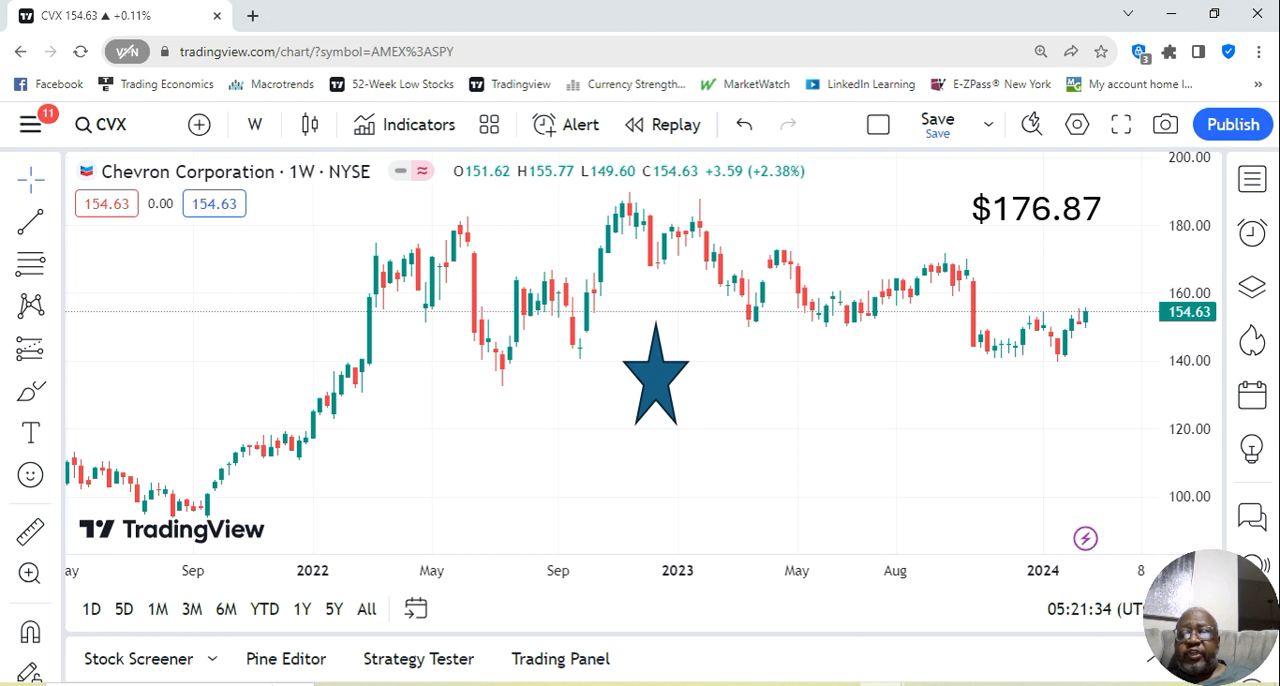 CVX 154.63 ▲ +0.11%
tradingview.com/chart/?symbol=AMEX%3ASPY
3
Facebook Trading Economics Macrotrends 52-Week Low Stocks Tradingview Currency Strength... MarketWatch LinkedIn Learning E-ZPass® New York My account home l... »
11
CVX W Indicators Alert Replay Save Publish
Save
Chevron Corporation · 1W · NYSE O151.62 H155.77 L149.60 C154.63 +3.59 (+2.38%)
154.63 0.00 154.63
$176.87
200.00
180.00
160.00
154.63
140.00
120.00
100.00
TradingView
ay Sep 2022 May Sep 2023 May Aug 2024 8
1D 5D 1M 3M 6M YTD 1Y 5Y All 05:21:34 (UT
Stock Screener Pine Editor Strategy Tester Trading Panel